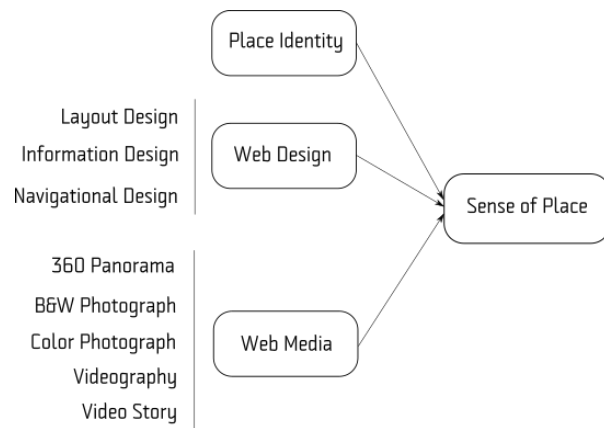 Place Identity
Layout Design
Information Design
Navigational Design
Web Design
Sense of Place
360 Panorama
B&W Photograph
Color Photograph
Videography
Video Story
Web Media